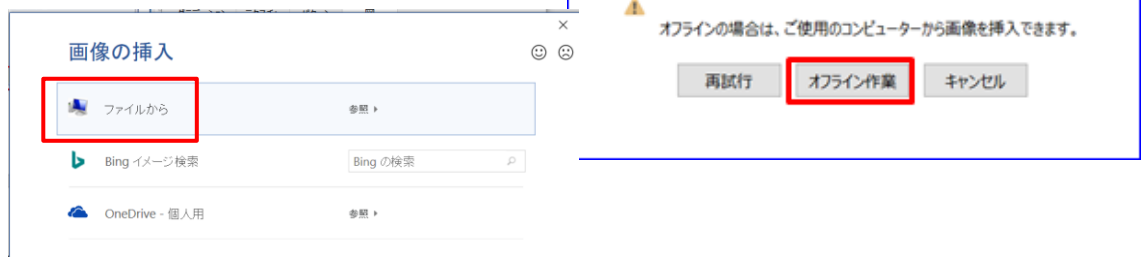 画像の挿入
ファイルから
参照
Bing イメージ検索
Bing の検索
OneDrive - 個人用
参照
オフラインの場合は、ご使用のコンピューターから画像を挿入できます。
再試行
オフライン作業
キャンセル